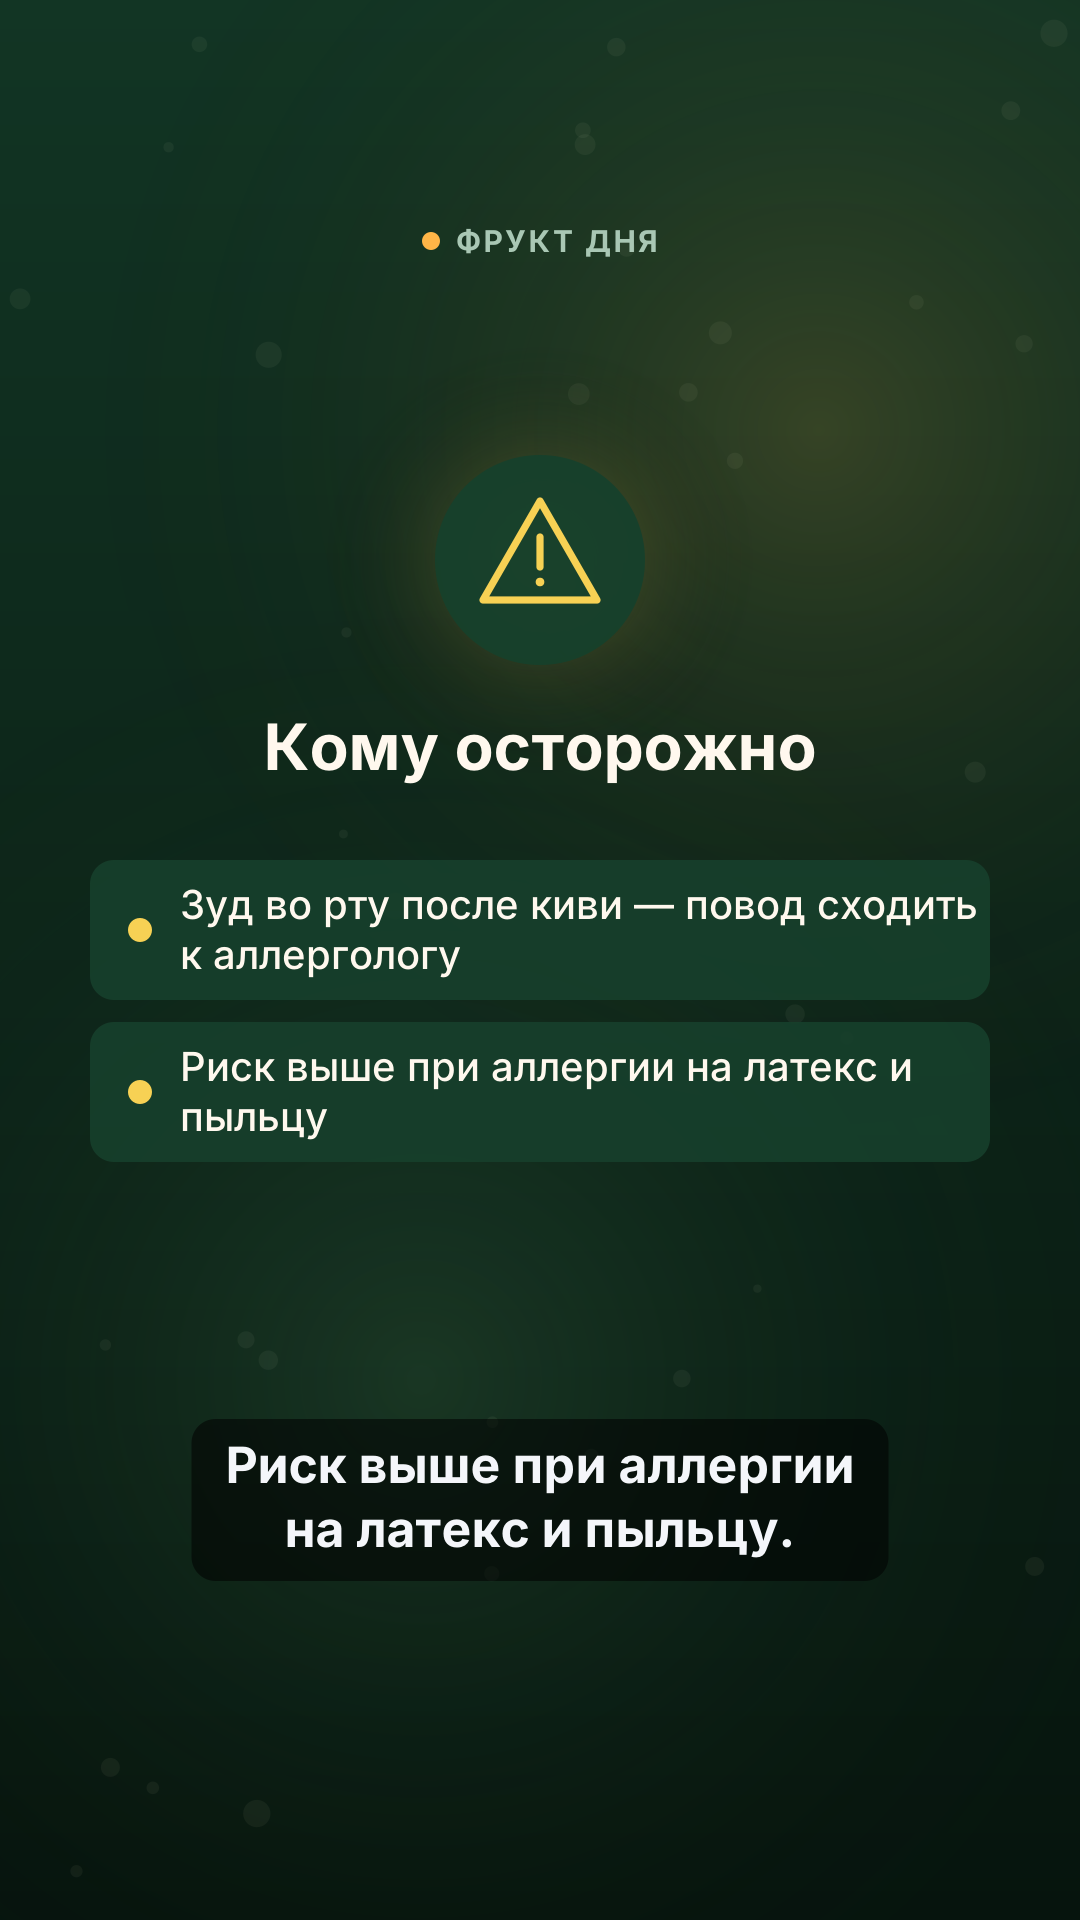 ФРУКТ ДНЯ
Кому осторожно
Зуд во рту после киви — повод сходить
к аллергологу
Риск выше при аллергии на латекс и
пыльцу
Риск выше при аллергии
на латекс и пыльцу.